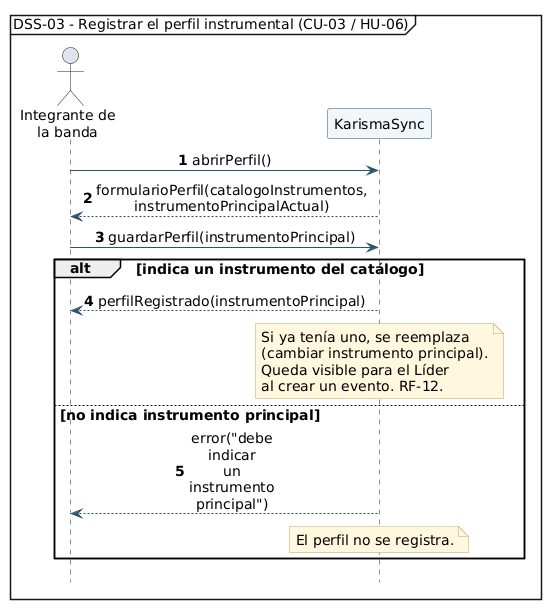 DSS-03 - Registrar el perfil instrumental (CU-03 / HU-06)
Integrante de
la banda
KarismaSync
1 abrirPerfil()
2 formularioPerfil(catalogoInstrumentos,
instrumentoPrincipalActual)
3 guardarPerfil(instrumentoPrincipal)
alt [indica un instrumento del catálogo]
4 perfilRegistrado(instrumentoPrincipal)
Si ya tenía uno, se reemplaza
(cambiar instrumento principal).
Queda visible para el Líder
al crear un evento. RF-12.
[no indica instrumento principal]
error("debe
indicar
5 un
instrumento
principal")
El perfil no se registra.